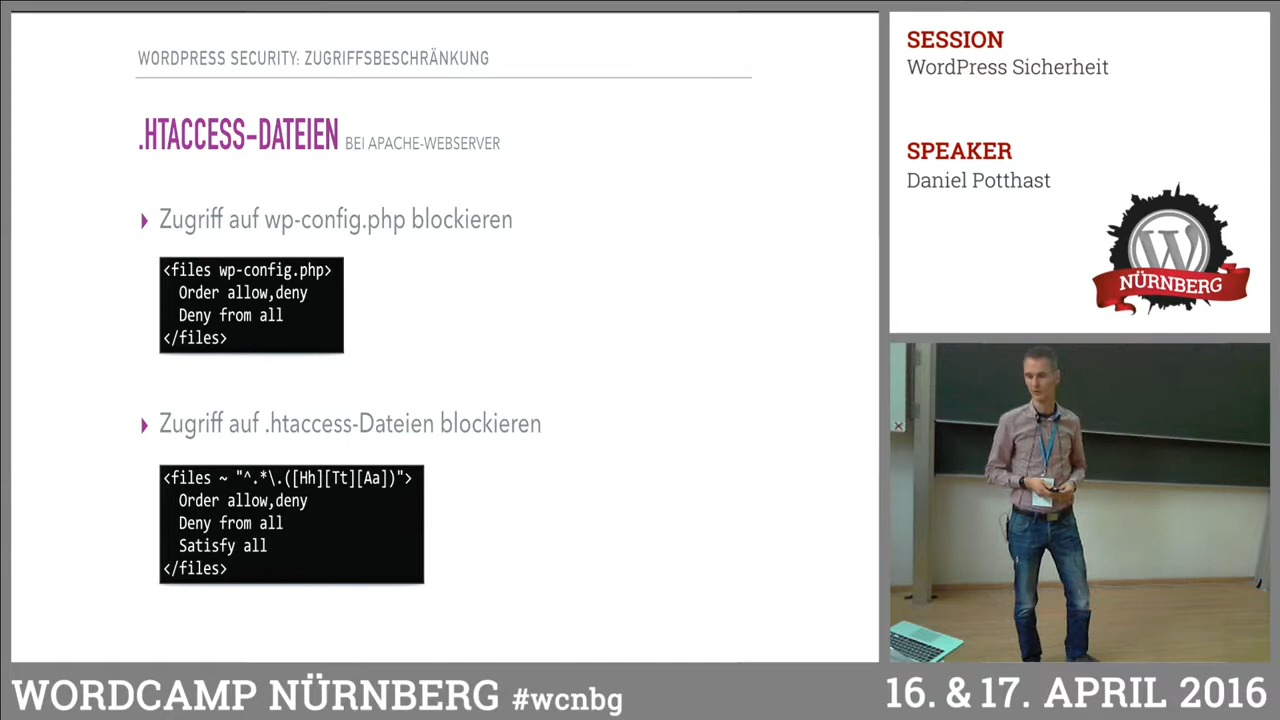 WORDPRESS SECURITY: ZUGRIFFSBESCHRÄNKUNG
.HTACCESS-DATEIEN BEI APACHE-WEBSERVER
Zugriff auf wp-config.php blockieren
<files wp-config.php>
Order allow,deny
Deny from all
</files>
Zugriff auf .htaccess-Dateien blockieren
<files ~ "^.*\.([Hh][Tt][Aa])">
Order allow,deny
Deny from all
Satisfy all
</files>
SESSION
WordPress Sicherheit
SPEAKER
Daniel Potthast
W
NÜRNBERG
WORDCAMP NÜRNBERG #wcnbg
16. & 17. APRIL 2016